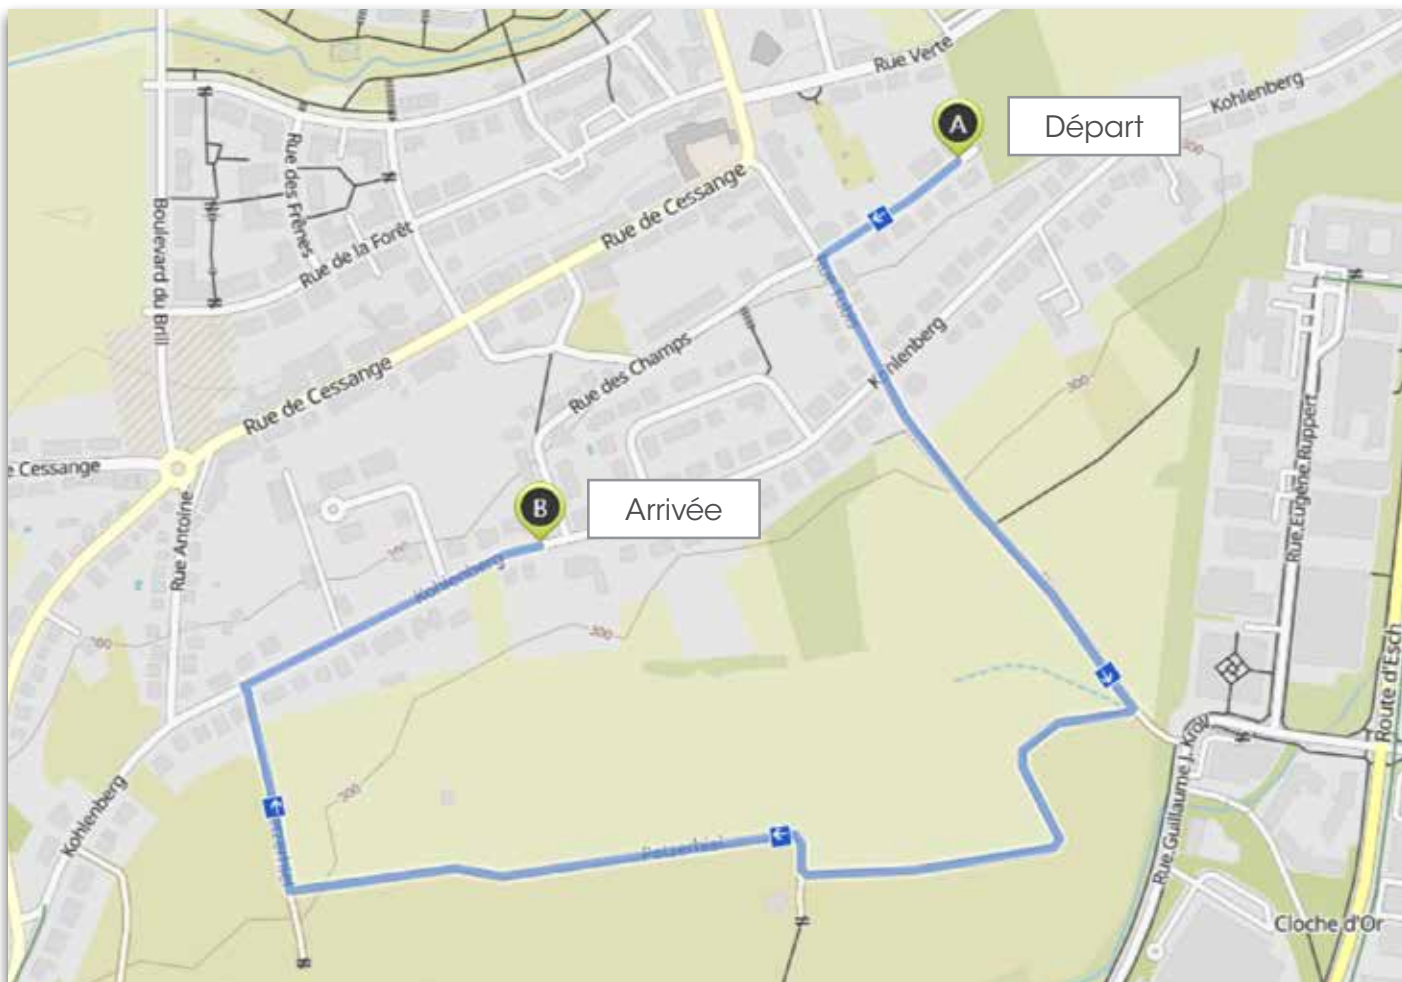 Rue Verte
Kohlenberg
A
Départ
300
Rue des Frênes
Boulevard du Brill
Rue de la Forêt
Rue de Cessange
Kohlenberg
Rue des Champs
300
Rue de Cessange
Rue Eugène Ruppert
Cessange
B
Arrivée
Rue Antoine
Kohlenberg
300
Route d'Esch
Rue Guillaume J. Kroll
300
Kohlenberg
Cloche d'Or